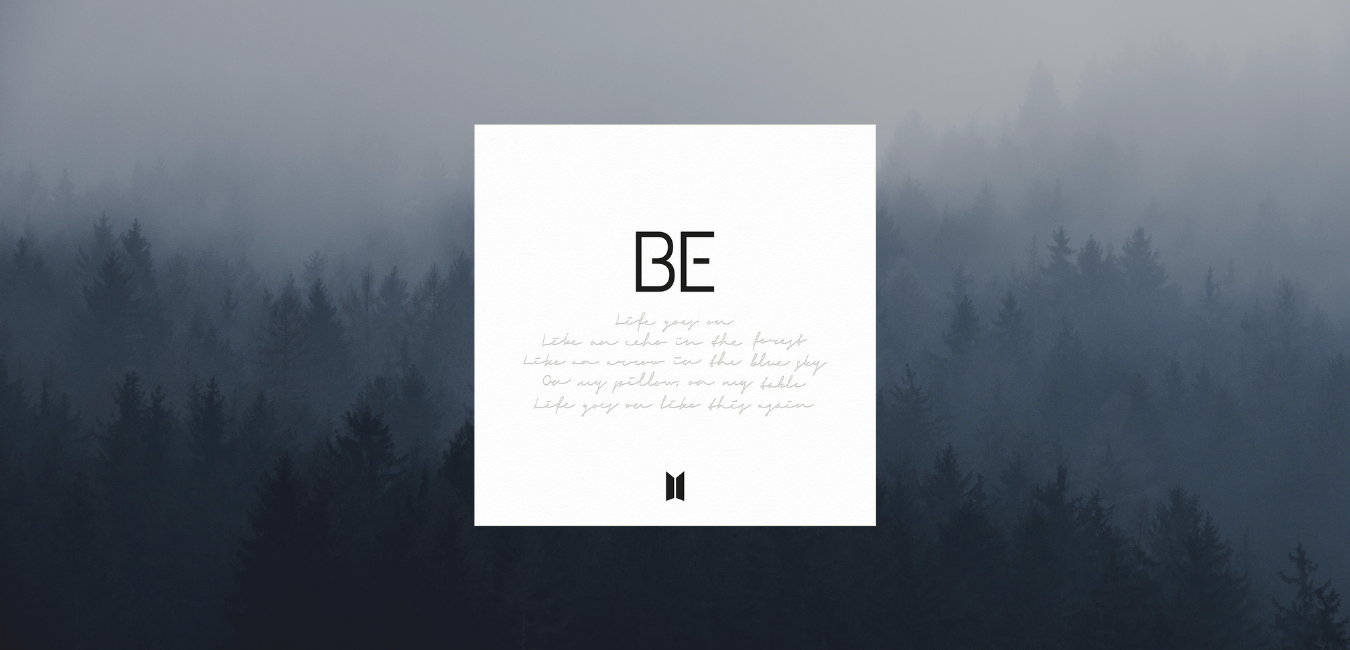 BE
Life goes on
Like an echo in the forest
Like an arrow in the blue sky
On my pillow, on my table
Life goes on like this again